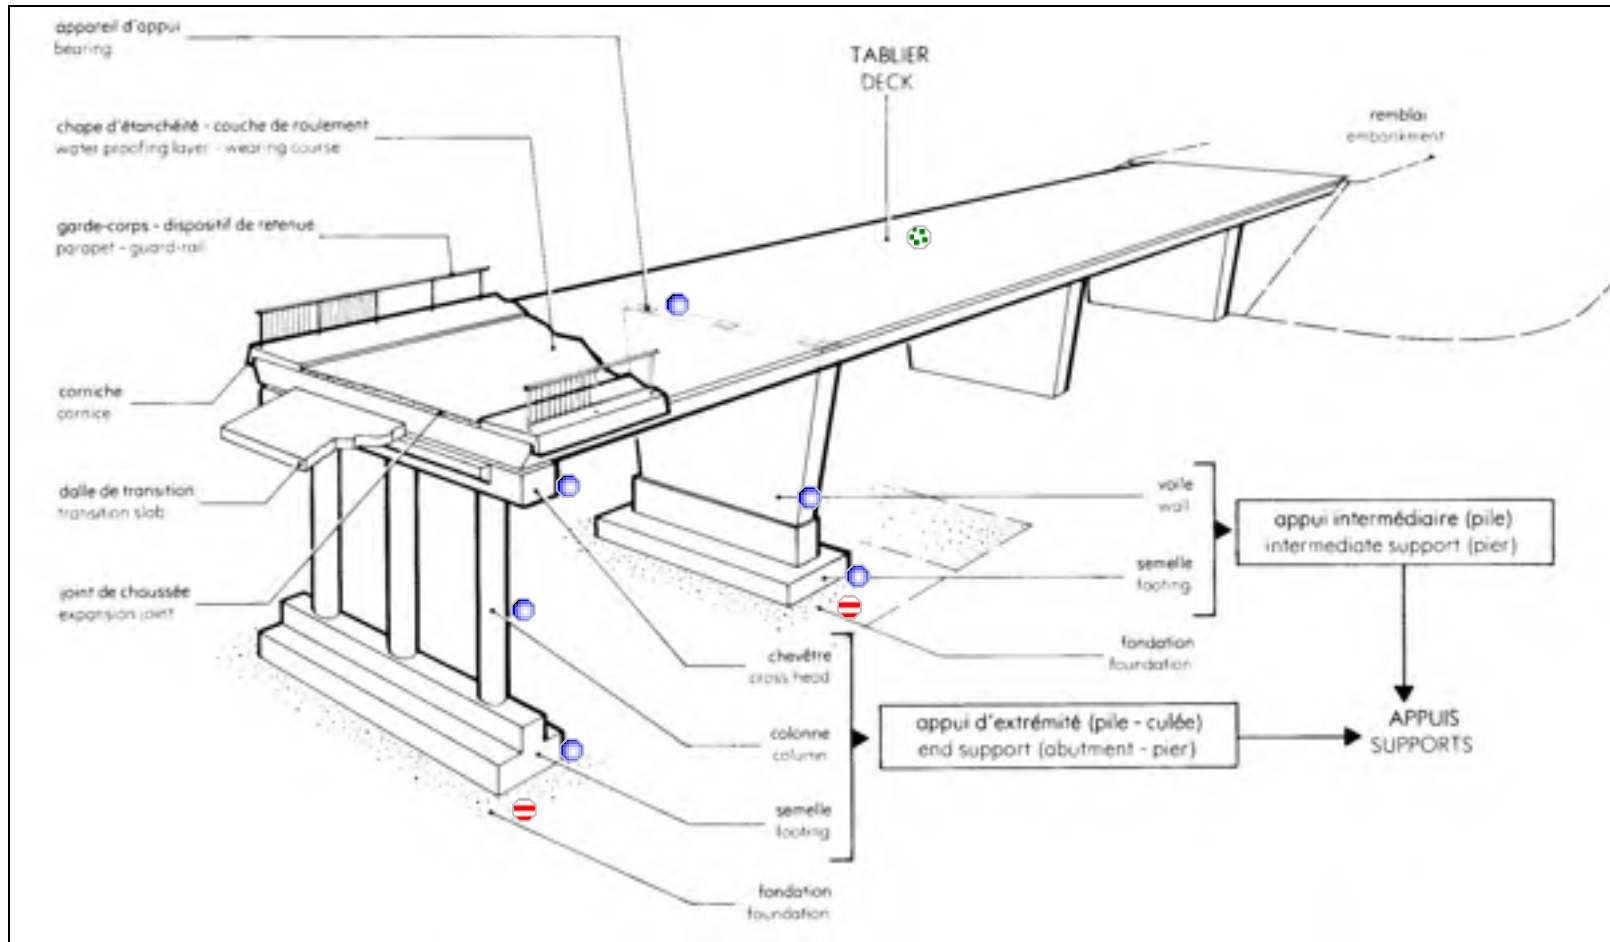 appareil d'appui
bearing
TABLIER
DECK
remblai
embankment
chape d'étanchéité - couche de roulement
water proofing layer - wearing course
garde-corps - dispositif de retenue
parapet - guard-rail
corniche
cornice
dalle de transition
transition slab
joint de chaussée
expansion joint
voile
wall
semelle
footing
appui intermédiaire (pile)
intermediate support (pier)
fondation
foundation
chevêtre
cross head
colonne
column
semelle
footing
appui d'extrémité (pile - culée)
end support (abutment - pier)
APPUIS
SUPPORTS
fondation
foundation